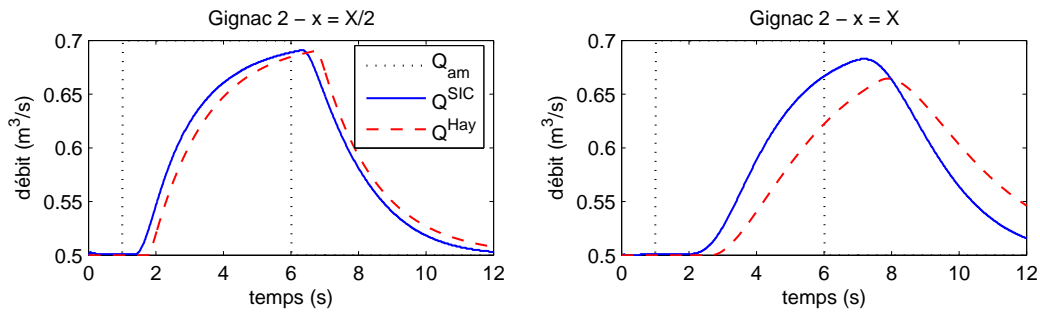 Gignac 2 − x = X/2
débit (m³/s)
0.7
0.65
0.6
0.55
0.5
0 2 4 6 8 10 12
temps (s)
Q_am
Q^SIC
Q^Hay
Gignac 2 − x = X
débit (m³/s)
0.7
0.65
0.6
0.55
0.5
0 2 4 6 8 10 12
temps (s)